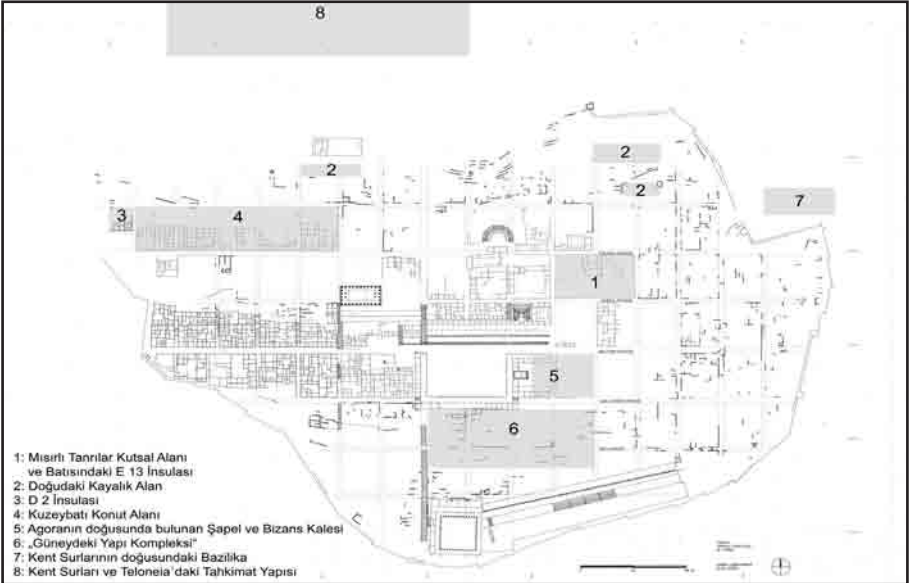 8
2
2
2
7
3
4
1
5
6
1: Mısırlı Tanrılar Kutsal Alanı
ve Batısındaki E 13 İnsulası
2: Doğudaki Kayalık Alan
3: D 2 İnsulası
4: Kuzeybatı Konut Alanı
5: Agoranın doğusunda bulunan Şapel ve Bizans Kalesi
6: „Güneydeki Yapı Kompleksi“
7: Kent Surlarının doğusundaki Bazilika
8: Kent Surları ve Teloneia'daki Tahkimat Yapısı